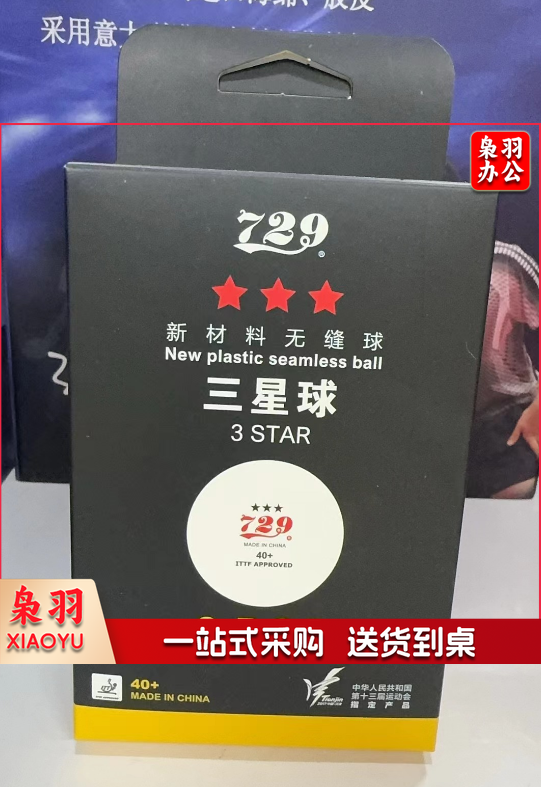 采用意大
枭羽
办公
729
新材料无缝球
New plastic seamless ball
三星球
3 STAR
729
MADE IN CHINA
40+
ITTF APPROVED
枭羽
XIAOYU
一站式采购 送货到桌
40+
MADE IN CHINA
Tianjin
中华人民共和国
第十三届运动会
指定产品